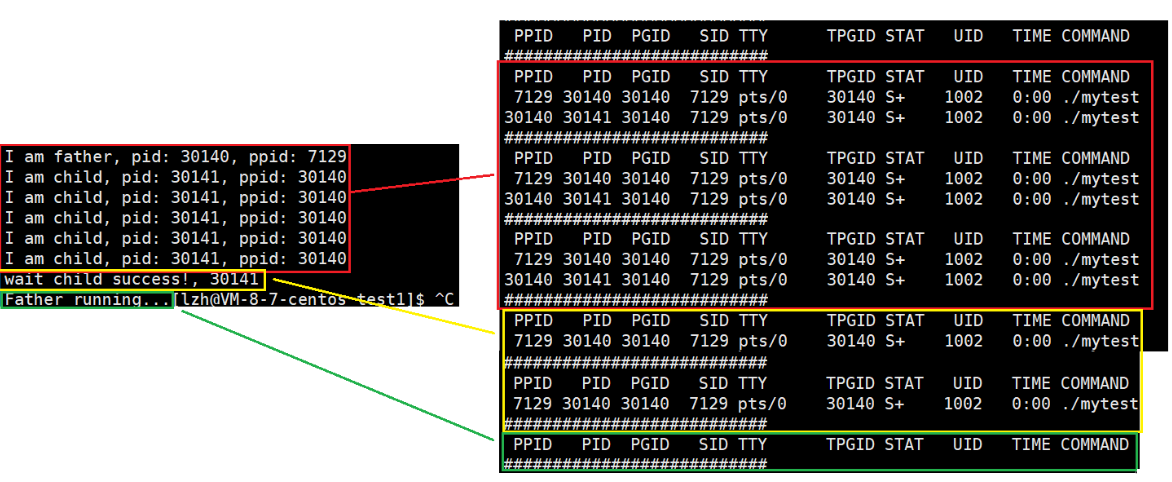 I am father, pid: 30140, ppid: 7129
I am child, pid: 30141, ppid: 30140
I am child, pid: 30141, ppid: 30140
I am child, pid: 30141, ppid: 30140
I am child, pid: 30141, ppid: 30140
I am child, pid: 30141, ppid: 30140
wait child success!, 30141
Father running...[lzh@VM-8-7-centos test1]$ ^C
PPID PID PGID SID TTY TPGID STAT UID TIME COMMAND
###########################
PPID PID PGID SID TTY TPGID STAT UID TIME COMMAND
7129 30140 30140 7129 pts/0 30140 S+ 1002 0:00 ./mytest
30140 30141 30140 7129 pts/0 30140 S+ 1002 0:00 ./mytest
###########################
PPID PID PGID SID TTY TPGID STAT UID TIME COMMAND
7129 30140 30140 7129 pts/0 30140 S+ 1002 0:00 ./mytest
30140 30141 30140 7129 pts/0 30140 S+ 1002 0:00 ./mytest
###########################
PPID PID PGID SID TTY TPGID STAT UID TIME COMMAND
7129 30140 30140 7129 pts/0 30140 S+ 1002 0:00 ./mytest
30140 30141 30140 7129 pts/0 30140 S+ 1002 0:00 ./mytest
###########################
PPID PID PGID SID TTY TPGID STAT UID TIME COMMAND
7129 30140 30140 7129 pts/0 30140 S+ 1002 0:00 ./mytest
###########################
PPID PID PGID SID TTY TPGID STAT UID TIME COMMAND
7129 30140 30140 7129 pts/0 30140 S+ 1002 0:00 ./mytest
###########################
PPID PID PGID SID TTY TPGID STAT UID TIME COMMAND
###########################